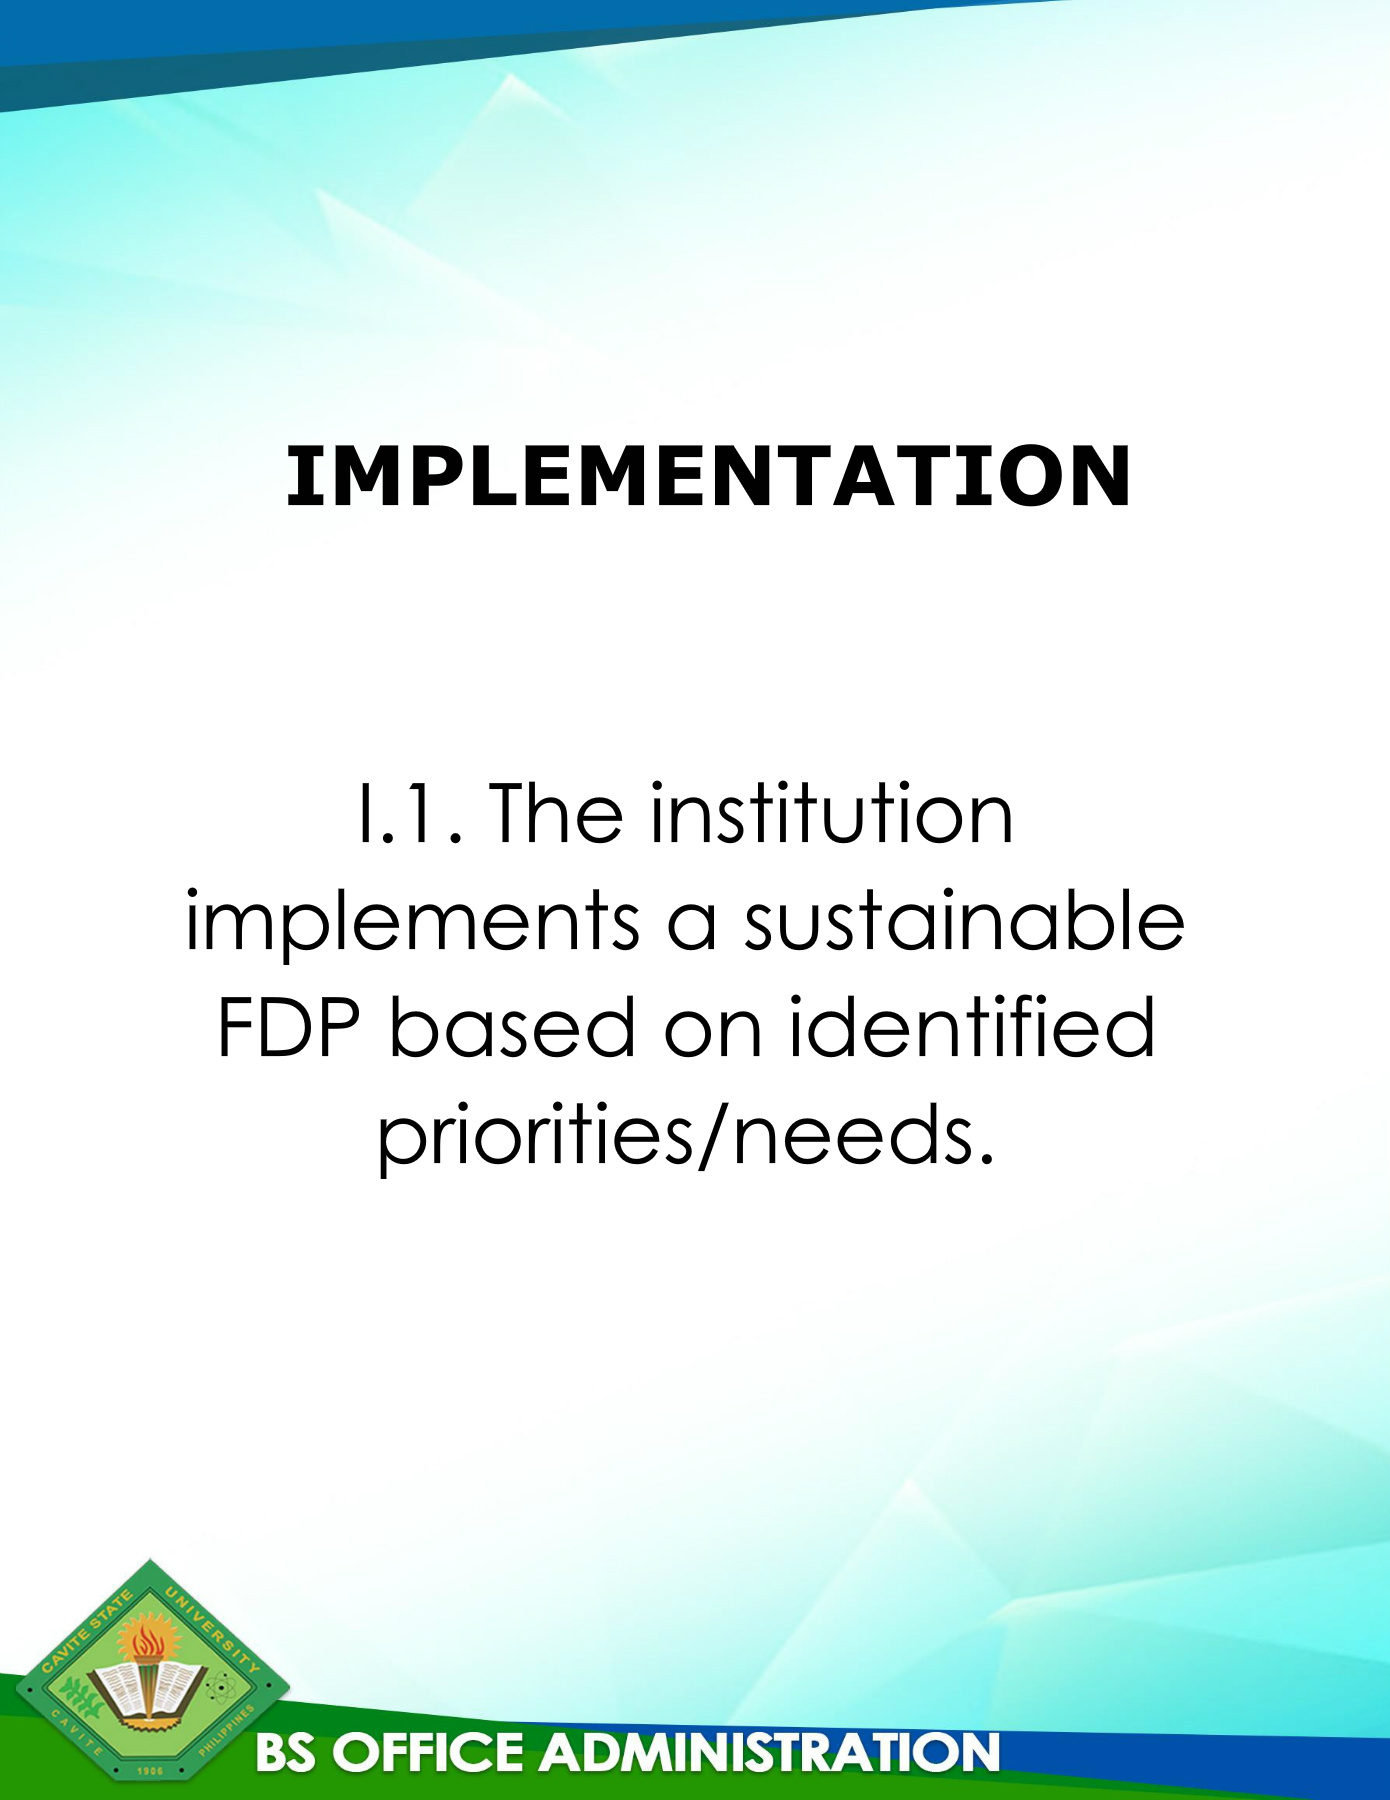 IMPLEMENTATION
I.1. The institution
implements a sustainable
FDP based on identified
priorities/needs.
CAVITE STATE UNIVERSITY
CAVITE PHILIPPINES
1906
BS OFFICE ADMINISTRATION